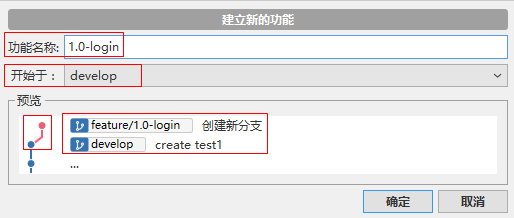 建立新的功能
功能名称: 1.0-login
开始于： develop
预览
feature/1.0-login 创建新分支
develop create test1
...
确定 取消